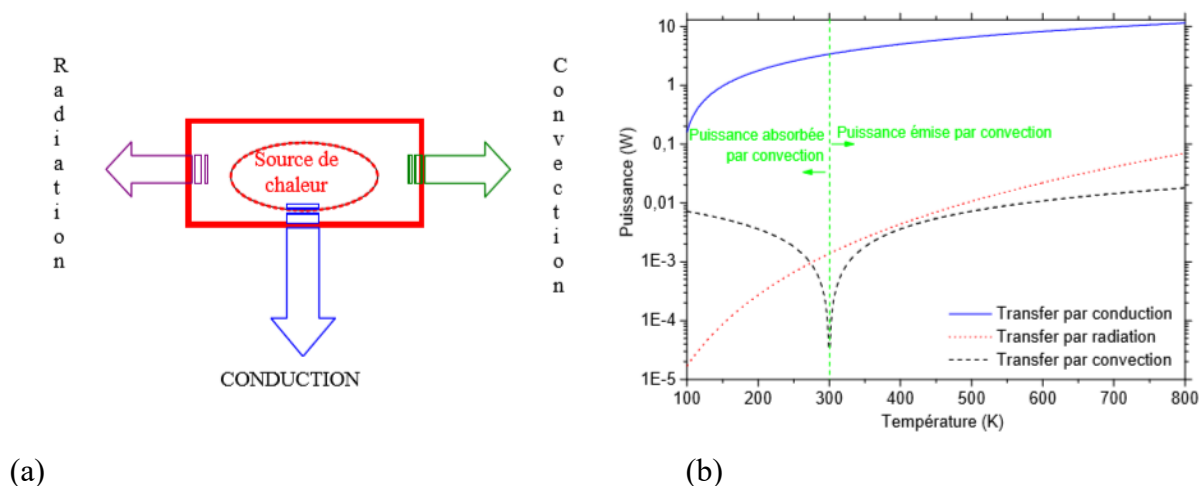 Radiation
Convection
Source de
chaleur
CONDUCTION
(a)
Puissance (W)
10
1
0,1
0,01
1E-3
1E-4
1E-5
Puissance absorbée
par convection
Puissance émise par convection
Transfer par conduction
Transfer par radiation
Transfer par convection
100 200 300 400 500 600 700 800
Température (K)
(b)